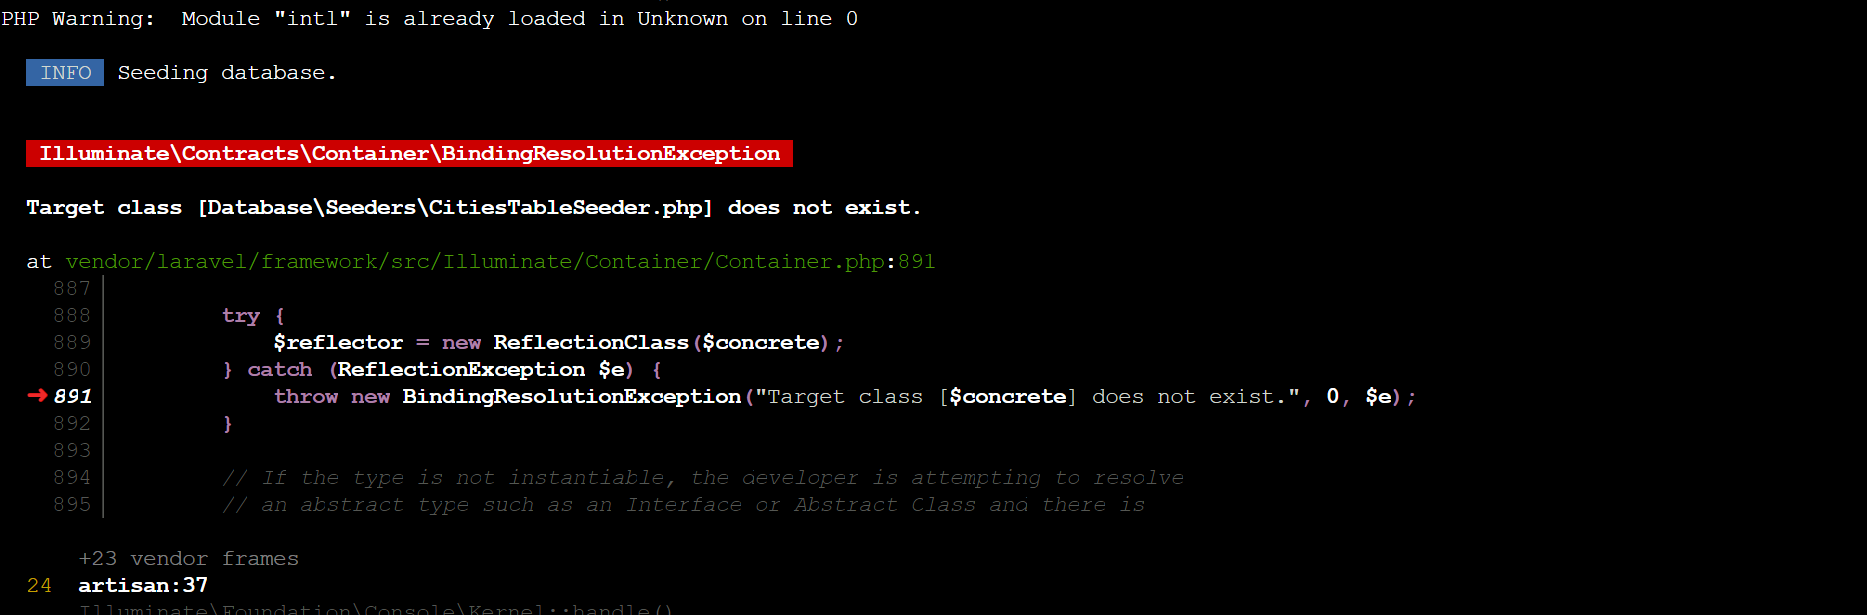 PHP Warning:  Module "intl" is already loaded in Unknown on line 0
INFO  Seeding database.
Illuminate\Contracts\Container\BindingResolutionException
Target class [Database\Seeders\CitiesTableSeeder.php] does not exist.
at vendor/laravel/framework/src/Illuminate/Container/Container.php:891
887
888 try {
889 $reflector = new ReflectionClass($concrete);
890 } catch (ReflectionException $e) {
➜ 891 throw new BindingResolutionException("Target class [$concrete] does not exist.", 0, $e);
892 }
893
894 // If the type is not instantiable, the developer is attempting to resolve
895 // an abstract type such as an Interface or Abstract Class and there is
+23 vendor frames
24 artisan:37
Illuminate\Foundation\Console\Kernel::handle()